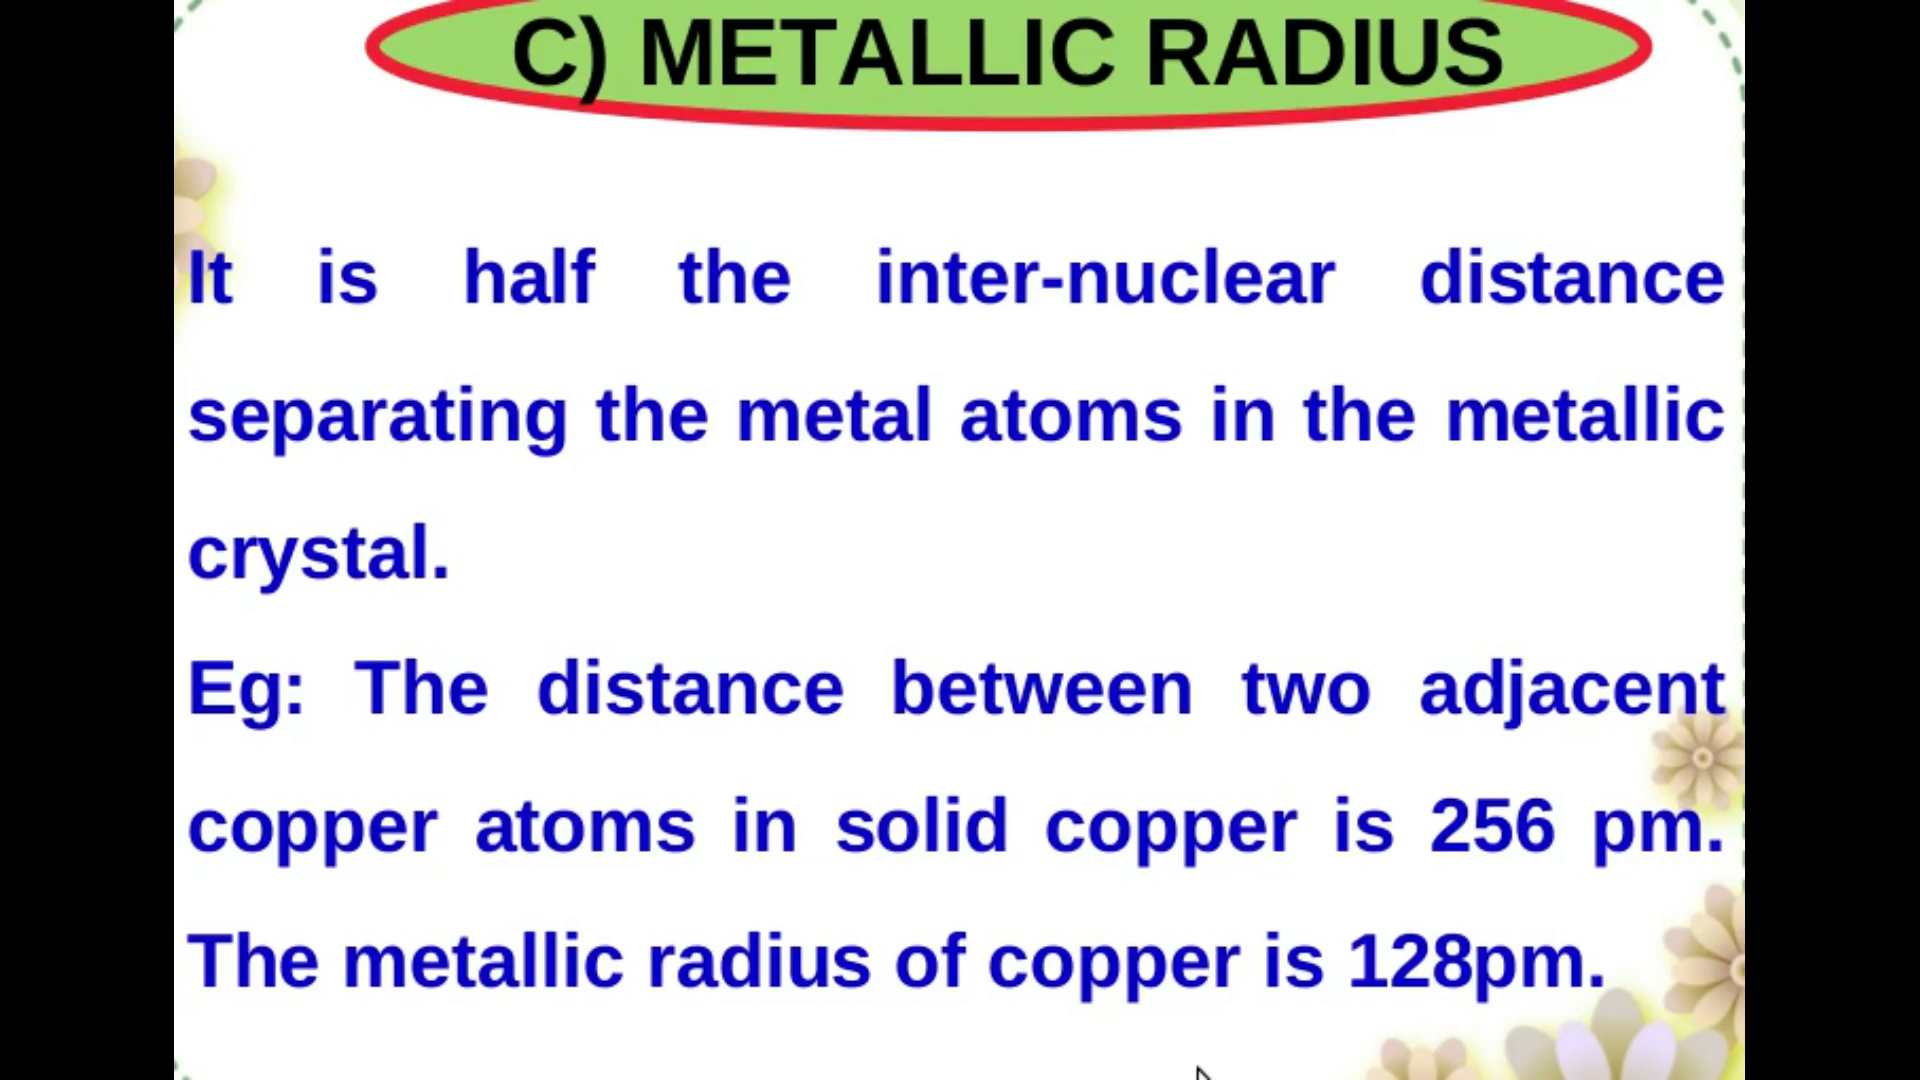 C) METALLIC RADIUS
It is half the inter-nuclear distance
separating the metal atoms in the metallic
crystal.
Eg: The distance between two adjacent
copper atoms in solid copper is 256 pm.
The metallic radius of copper is 128pm.